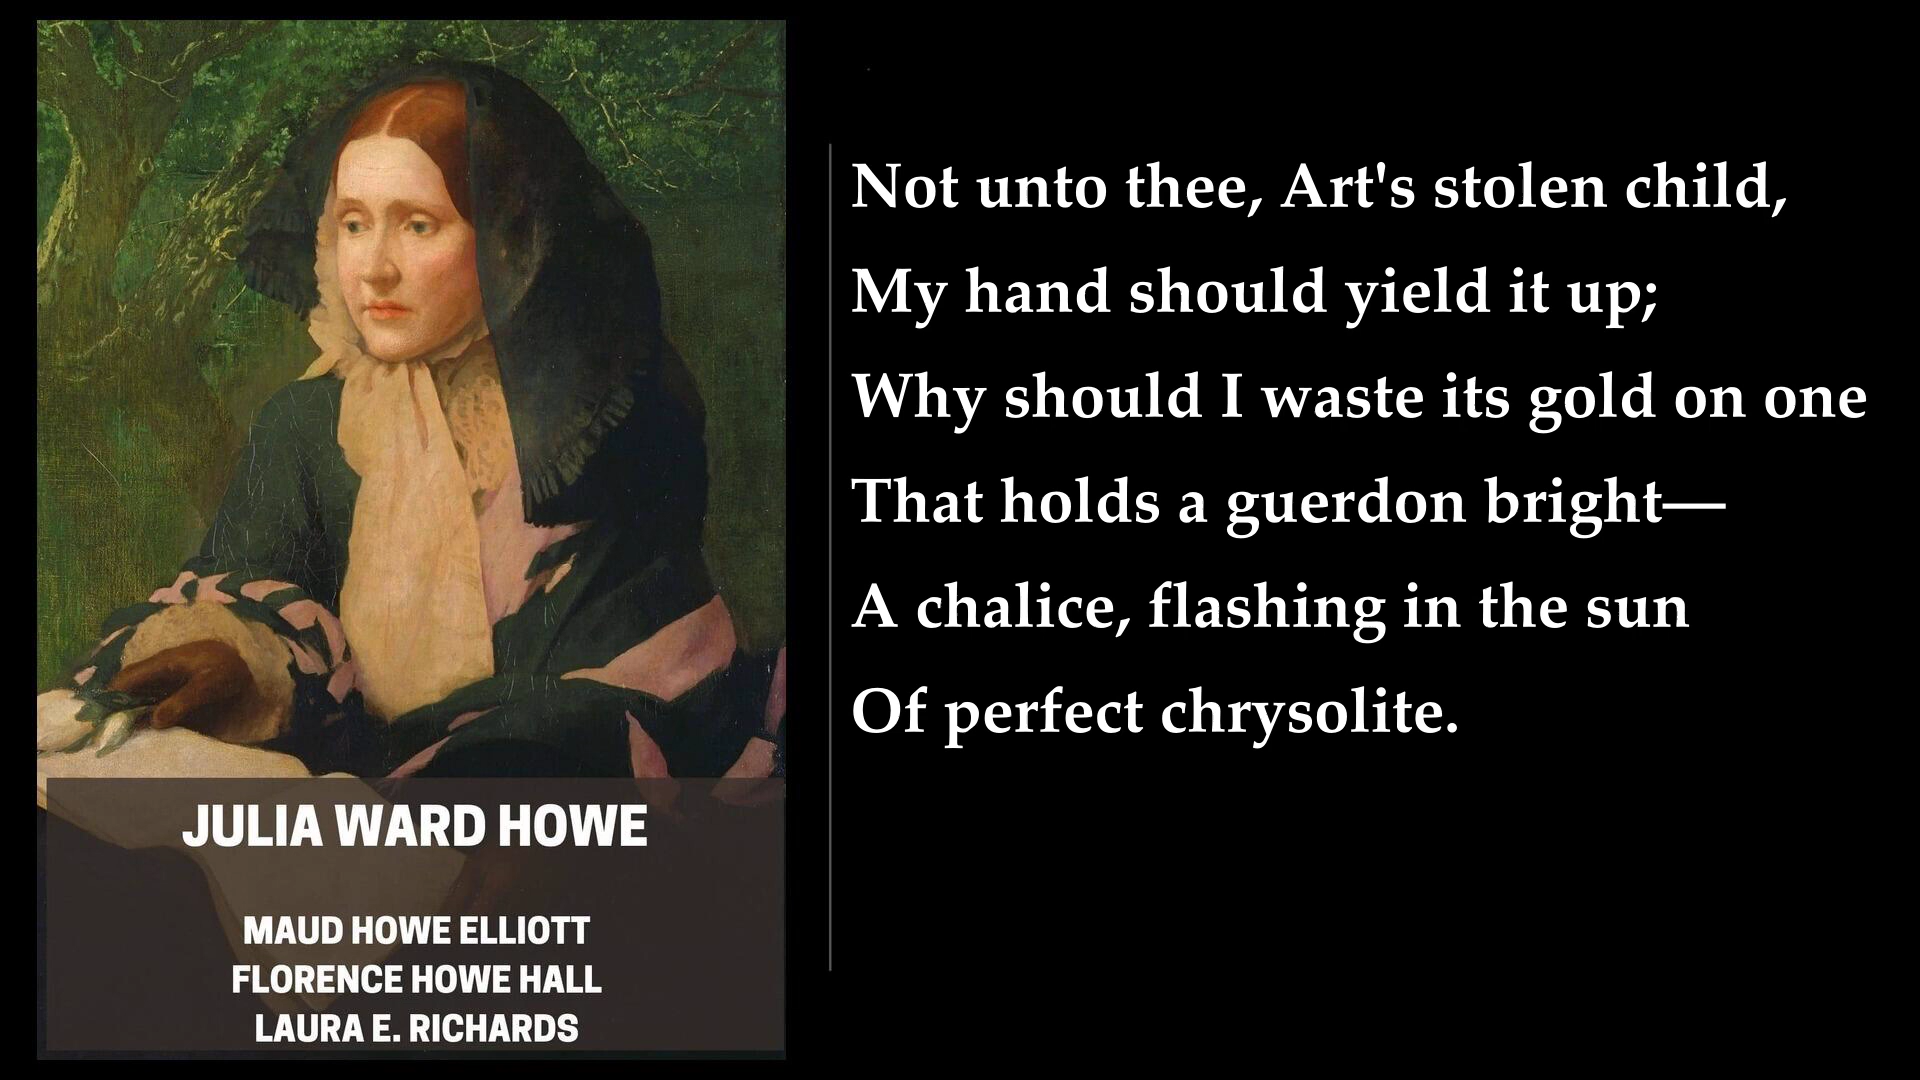 JULIA WARD HOWE
MAUD HOWE ELLIOTT
FLORENCE HOWE HALL
LAURA E. RICHARDS
Not unto thee, Art's stolen child,
My hand should yield it up;
Why should I waste its gold on one
That holds a guerdon bright—
A chalice, flashing in the sun
Of perfect chrysolite.